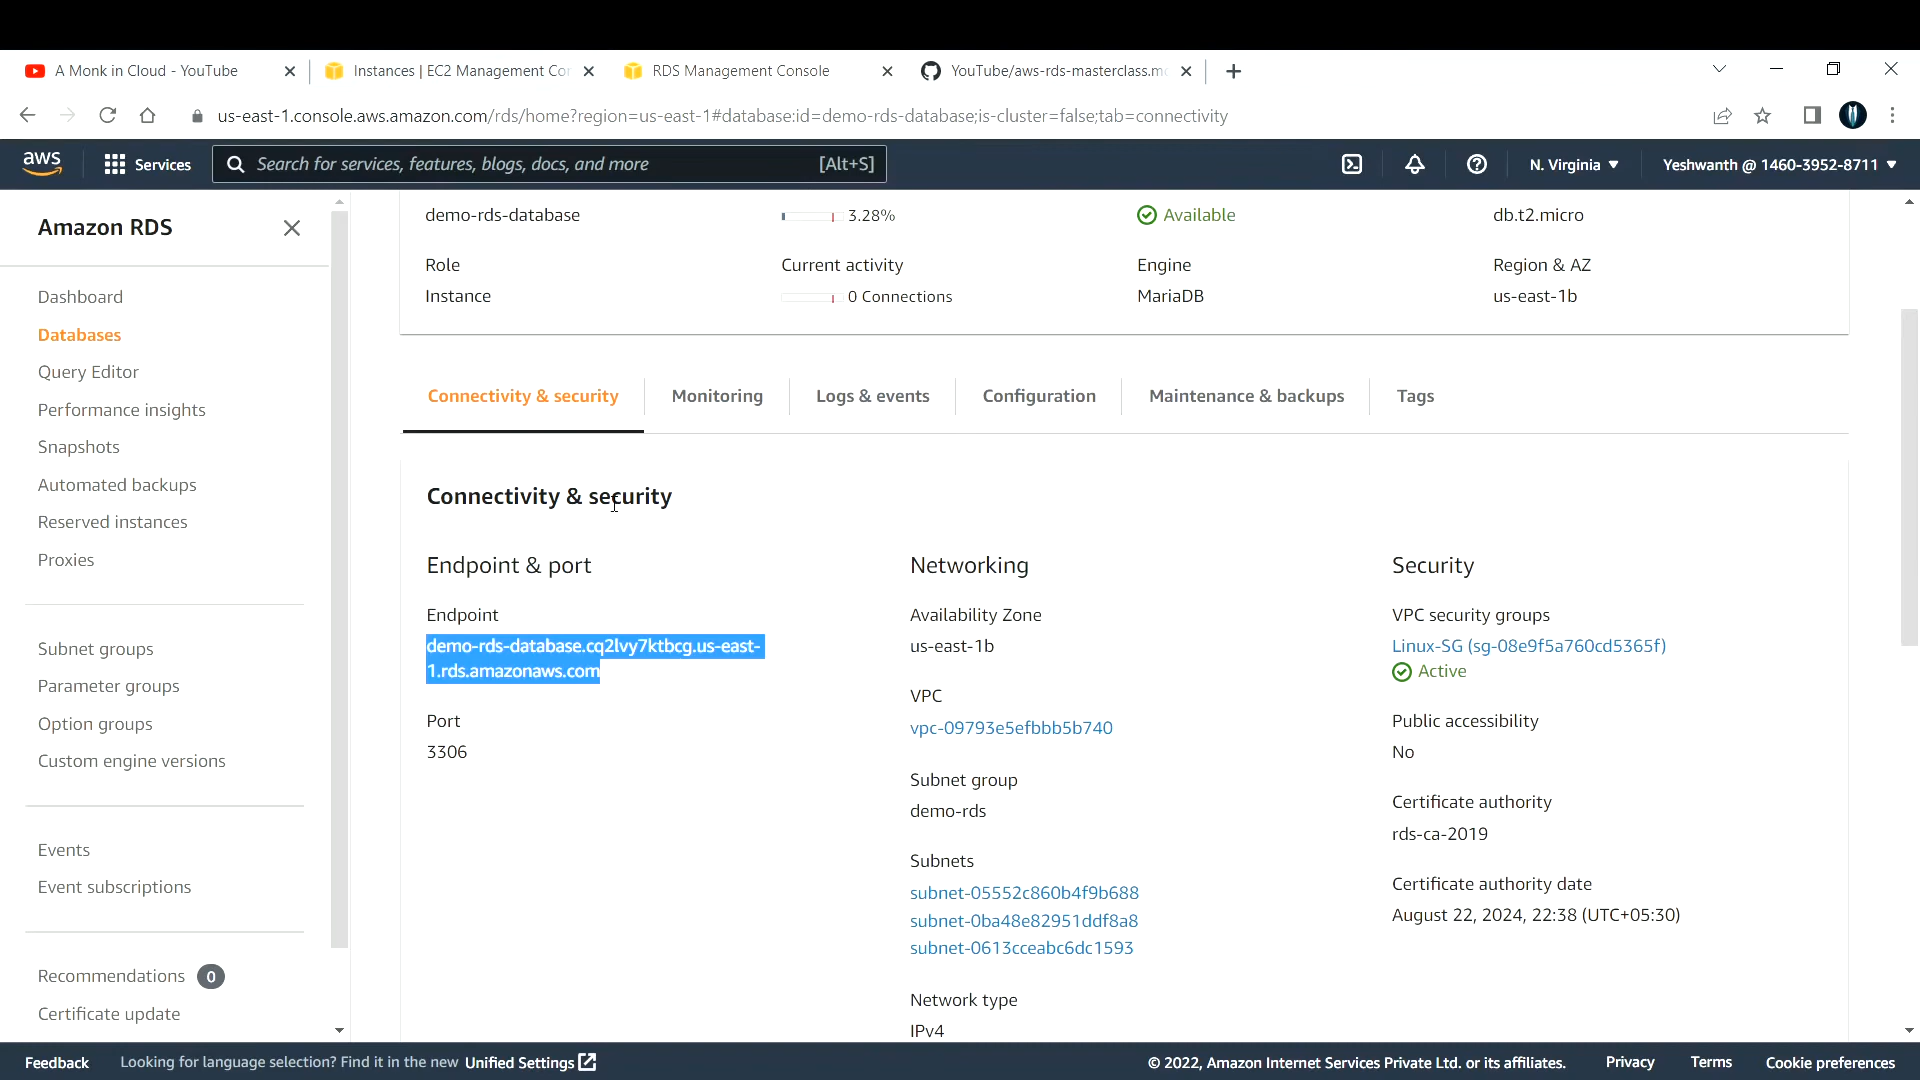 A Monk in Cloud - YouTube
Instances | EC2 Management Co
RDS Management Console
YouTube/aws-rds-masterclass.m
us-east-1.console.aws.amazon.com/rds/home?region=us-east-1#database:id=demo-rds-database;is-cluster=false;tab=connectivity
aws
Services
Search for services, features, blogs, docs, and more
[Alt+S]
N. Virginia
Yeshwanth @ 1460-3952-8711
Amazon RDS
Dashboard
Databases
Query Editor
Performance insights
Snapshots
Automated backups
Reserved instances
Proxies
Subnet groups
Parameter groups
Option groups
Custom engine versions
Events
Event subscriptions
Recommendations 0
Certificate update
demo-rds-database
3.28%
Available
db.t2.micro
Role
Current activity
Engine
Region & AZ
Instance
0 Connections
MariaDB
us-east-1b
Connectivity & security
Monitoring
Logs & events
Configuration
Maintenance & backups
Tags
Connectivity & security
Endpoint & port
Endpoint
demo-rds-database.cq2lvy7ktbcg.us-east-
1.rds.amazonaws.com
Port
3306
Networking
Availability Zone
us-east-1b
VPC
vpc-09793e5efbbb5b740
Subnet group
demo-rds
Subnets
subnet-05552c860b4f9b688
subnet-0ba48e82951ddf8a8
subnet-0613cceabc6dc1593
Network type
IPv4
Security
VPC security groups
Linux-SG (sg-08e9f5a760cd5365f)
Active
Public accessibility
No
Certificate authority
rds-ca-2019
Certificate authority date
August 22, 2024, 22:38 (UTC+05:30)
Feedback
Looking for language selection? Find it in the new Unified Settings
© 2022, Amazon Internet Services Private Ltd. or its affiliates.
Privacy
Terms
Cookie preferences